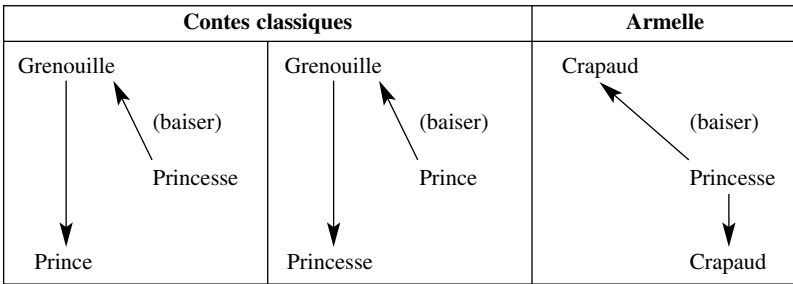 Contes classiques
Armelle
Grenouille
(baiser)
Princesse
Prince
Grenouille
(baiser)
Prince
Princesse
Crapaud
(baiser)
Princesse
Crapaud